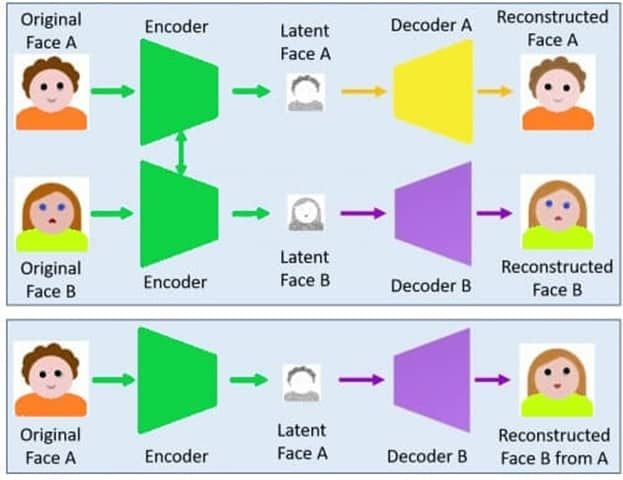 Original
Face A
Encoder
Latent
Face A
Decoder A
Reconstructed
Face A
Original
Face B
Encoder
Latent
Face B
Decoder B
Reconstructed
Face B
Original
Face A
Encoder
Latent
Face A
Decoder B
Reconstructed
Face B from A